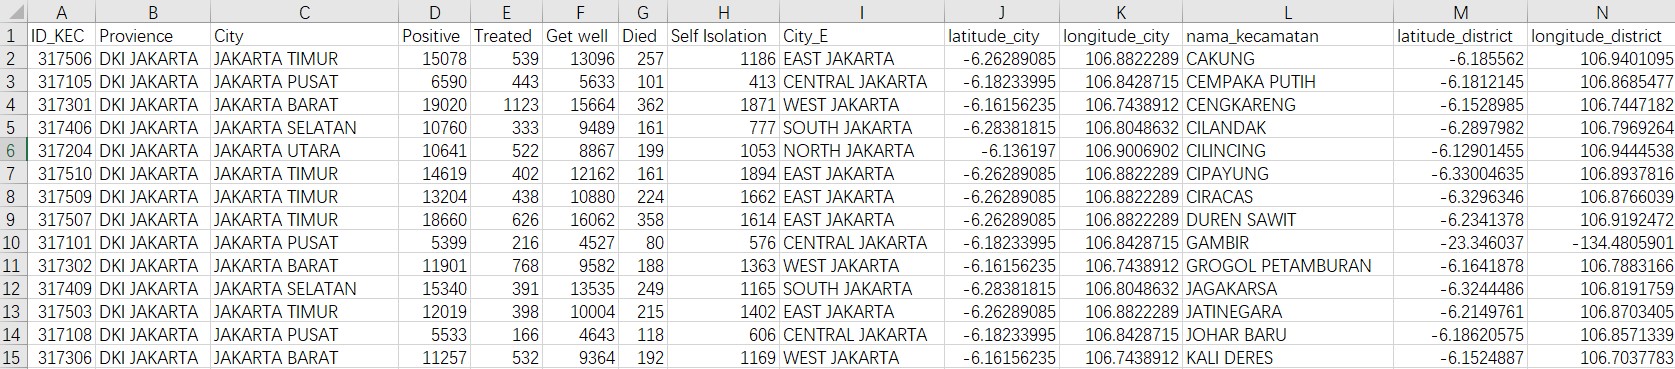 A B C D E F G H I J K L M N
1 ID_KEC Provience City Positive Treated Get well Died Self Isolation City_E latitude_city longitude_city nama_kecamatan latitude_district longitude_district
2 317506 DKI JAKARTA JAKARTA TIMUR 15078 539 13096 257 1186 EAST JAKARTA -6.26289085 106.8822289 CAKUNG -6.185562 106.9401095
3 317105 DKI JAKARTA JAKARTA PUSAT 6590 443 5633 101 413 CENTRAL JAKARTA -6.18233995 106.8428715 CEMPAKA PUTIH -6.1812145 106.8685477
4 317301 DKI JAKARTA JAKARTA BARAT 19020 1123 15664 362 1871 WEST JAKARTA -6.16156235 106.7438912 CENGKARENG -6.1528985 106.7447182
5 317406 DKI JAKARTA JAKARTA SELATAN 10760 333 9489 161 777 SOUTH JAKARTA -6.28381815 106.8048632 CILANDAK -6.2897982 106.7969264
6 317204 DKI JAKARTA JAKARTA UTARA 10641 522 8867 199 1053 NORTH JAKARTA -6.136197 106.9006902 CILINCING -6.12901455 106.9444538
7 317510 DKI JAKARTA JAKARTA TIMUR 14619 402 12162 161 1894 EAST JAKARTA -6.26289085 106.8822289 CIPAYUNG -6.33004635 106.8937816
8 317509 DKI JAKARTA JAKARTA TIMUR 13204 438 10880 224 1662 EAST JAKARTA -6.26289085 106.8822289 CIRACAS -6.3296346 106.8766039
9 317507 DKI JAKARTA JAKARTA TIMUR 18660 626 16062 358 1614 EAST JAKARTA -6.26289085 106.8822289 DUREN SAWIT -6.2341378 106.9192472
10 317101 DKI JAKARTA JAKARTA PUSAT 5399 216 4527 80 576 CENTRAL JAKARTA -6.18233995 106.8428715 GAMBIR -23.346037 -134.4805901
11 317302 DKI JAKARTA JAKARTA BARAT 11901 768 9582 188 1363 WEST JAKARTA -6.16156235 106.7438912 GROGOL PETAMBURAN -6.1641878 106.7883166
12 317409 DKI JAKARTA JAKARTA SELATAN 15340 391 13535 249 1165 SOUTH JAKARTA -6.28381815 106.8048632 JAGAKARSA -6.3244486 106.8191759
13 317503 DKI JAKARTA JAKARTA TIMUR 12019 398 10004 215 1402 EAST JAKARTA -6.26289085 106.8822289 JATINEGARA -6.2149761 106.8703405
14 317108 DKI JAKARTA JAKARTA PUSAT 5533 166 4643 118 606 CENTRAL JAKARTA -6.18233995 106.8428715 JOHAR BARU -6.18620575 106.8571339
15 317306 DKI JAKARTA JAKARTA BARAT 11257 532 9364 192 1169 WEST JAKARTA -6.16156235 106.7438912 KALI DERES -6.1524887 106.7037783